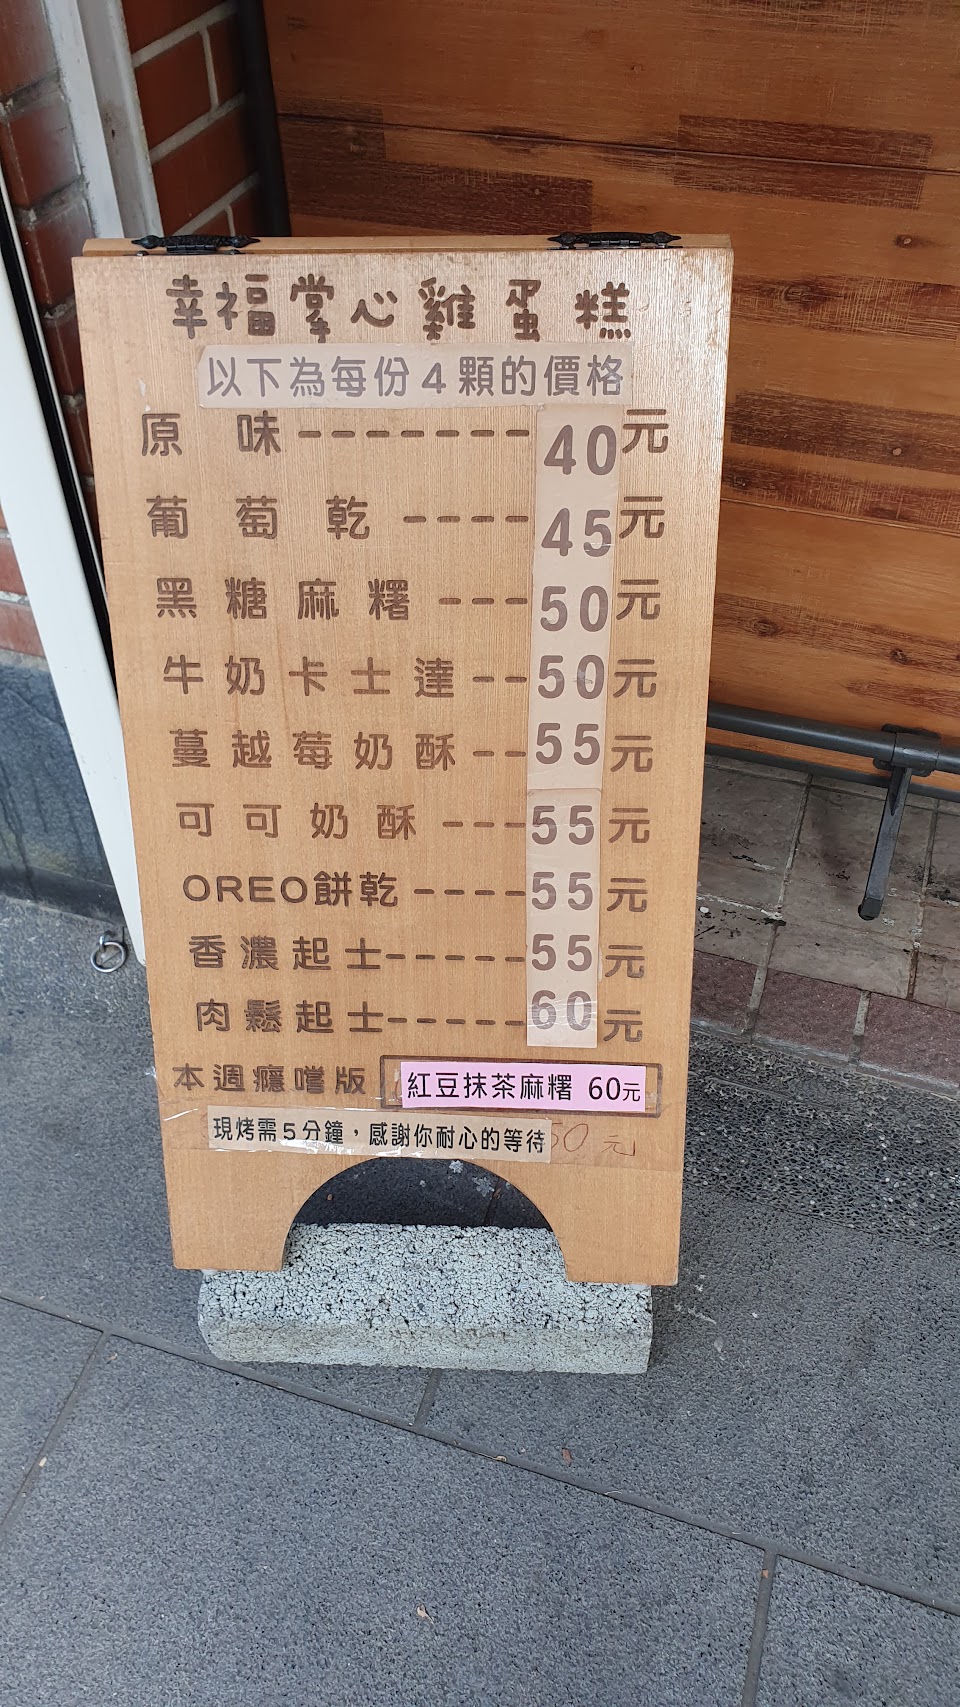 幸福掌心雞蛋糕
以下為每份4顆的價格
原味-------40元
葡萄乾----45元
黑糖麻糬---50元
牛奶卡士達--50元
蔓越莓奶酥--55元
可可奶酥---55元
OREO餅乾----55元
香濃起士-----55元
肉鬆起士-----60元
本週癮嚐版 紅豆抹茶麻糬 60元
現烤需5分鐘，感謝你耐心的等待 50元